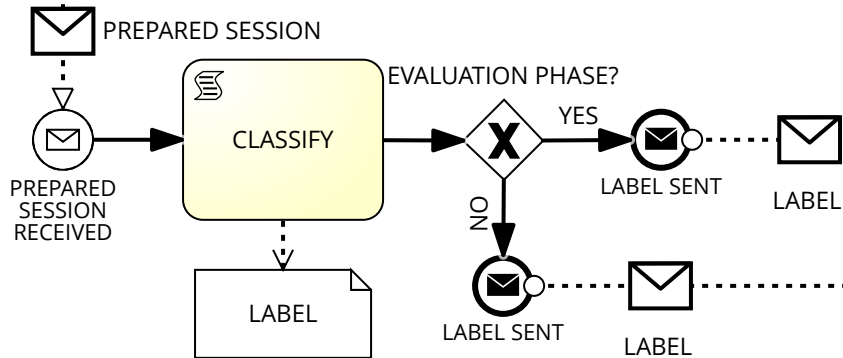 PREPARED SESSION
EVALUATION PHASE?
CLASSIFY
YES
PREPARED
SESSION
RECEIVED
LABEL SENT
LABEL
NO
LABEL
LABEL SENT
LABEL